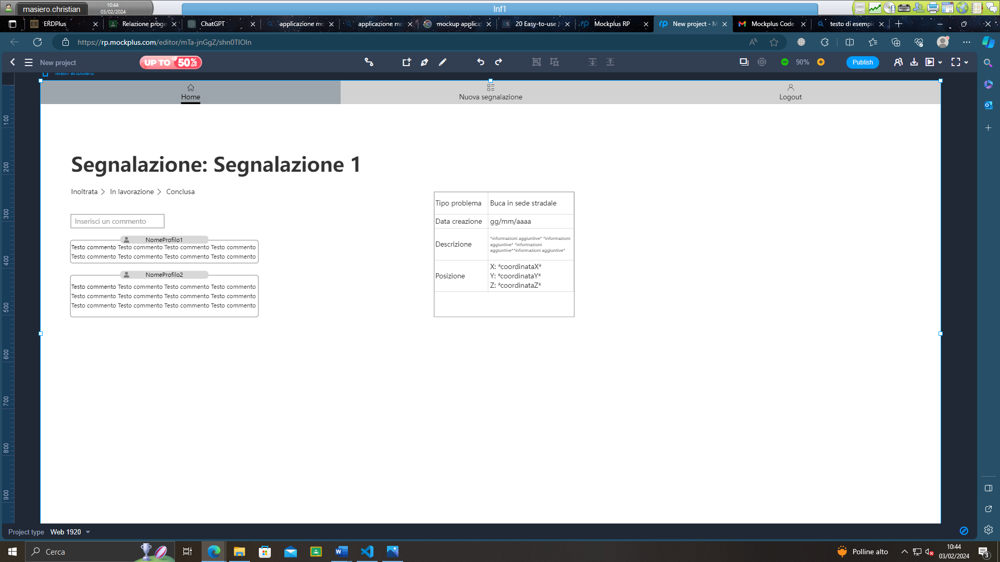 masiero.christian
10:44
03/02/2024
Inf1
ERDPlus
Relazione proge
ChatGPT
applicazione mo
applicazione mo
mockup applica
20 Easy-to-use
Mockplus RP
New project - M
Mockplus Code
testo di esempi
https://rp.mockplus.com/editor/mTa-jnGgZ/shn0TIOIn
New project
UP TO 50% OFF
90%
Publish
Main artboard
Home
Nuova segnalazione
Logout
Segnalazione: Segnalazione 1
Inoltrata > In lavorazione > Conclusa
Inserisci un commento
NomeProfilo1
Testo commento Testo commento Testo commento Testo commento
Testo commento Testo commento Testo commento Testo commento
NomeProfilo2
Testo commento Testo commento Testo commento Testo commento
Testo commento Testo commento Testo commento Testo commento
Testo commento Testo commento Testo commento Testo commento
Tipo problema
Buca in sede stradale
Data creazione
gg/mm/aaaa
Descrizione
*informazioni aggiuntive* *informazioni
aggiuntive* *informazioni
aggiuntive**informazioni aggiuntive*
Posizione
X: *coordinataX*
Y: *coordinataY*
Z: *coordinataZ*
100
200
300
400
500
600
700
800
900
Project type
Web 1920
Cerca
Polline alto
10:44
03/02/2024
3